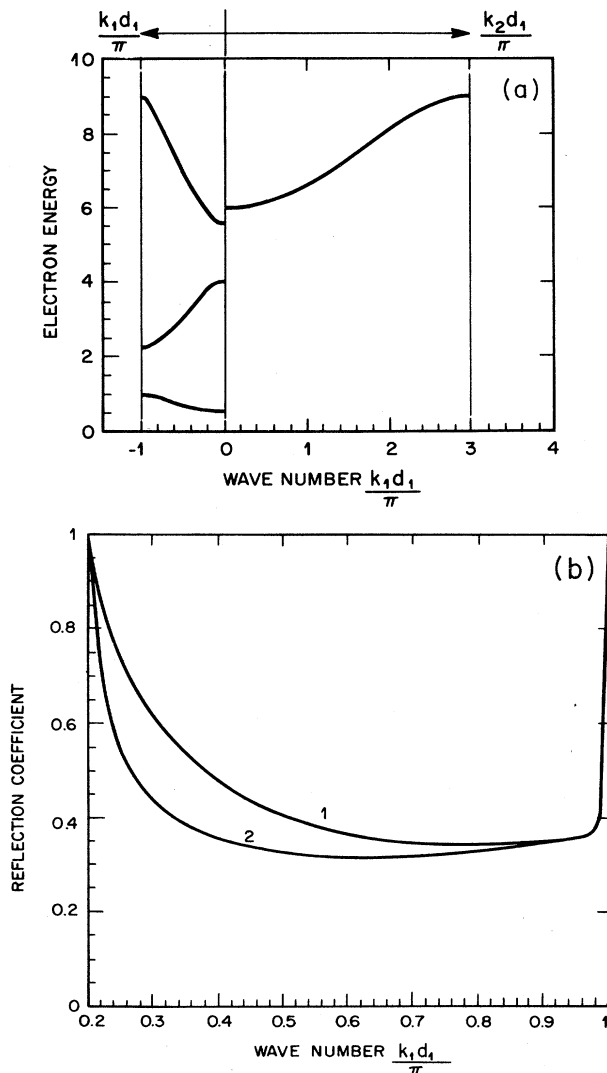 k₁d₁/π
k₂d₁/π
(a)
10
8
6
4
2
0
ELECTRON ENERGY
-1 0 1 2 3 4
WAVE NUMBER k₁d₁/π
(b)
1
0.8
0.6
0.4
0.2
0
REFLECTION COEFFICIENT
1
2
0.2 0.3 0.4 0.5 0.6 0.7 0.8 0.9 1
WAVE NUMBER k₁d₁/π